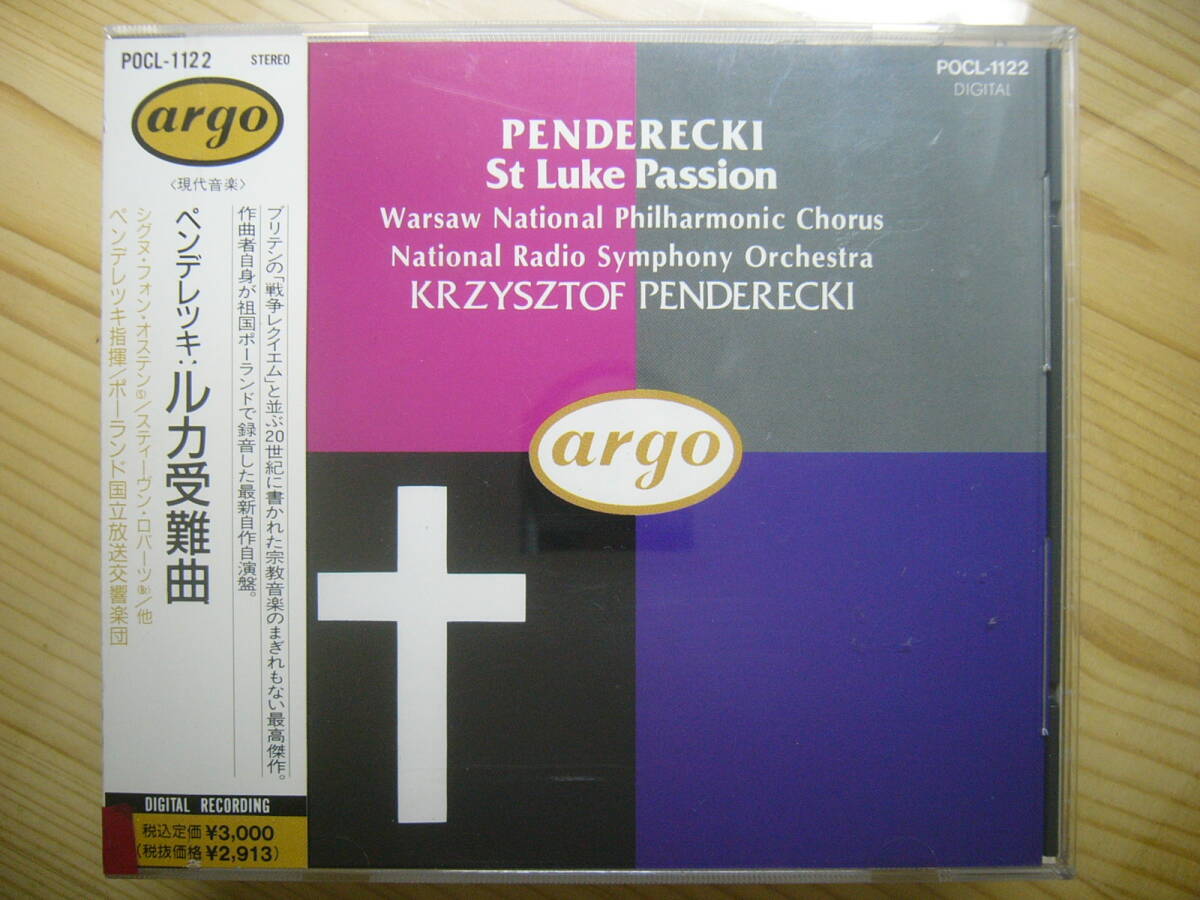 POCL-1122 STEREO
argo
〈現代音楽〉
ブリテンの「戦争レクイエム」と並ぶ20世紀に書かれた宗教音楽のまぎれもない最高傑作。
作曲者自身が祖国ポーランドで録音した最新自作自演盤。
ペンデレツキ:ルカ受難曲
シグヌ・フォン・オステン(S)/スティーヴン・ロバーツ(Br)/他
ペンデレツキ指揮/ポーランド国立放送交響楽団
DIGITAL RECORDING
税込定価¥3,000
(税抜価格¥2,913)
POCL-1122
DIGITAL
PENDERECKI
St Luke Passion
Warsaw National Philharmonic Chorus
National Radio Symphony Orchestra
KRZYSZTOF PENDERECKI
argo